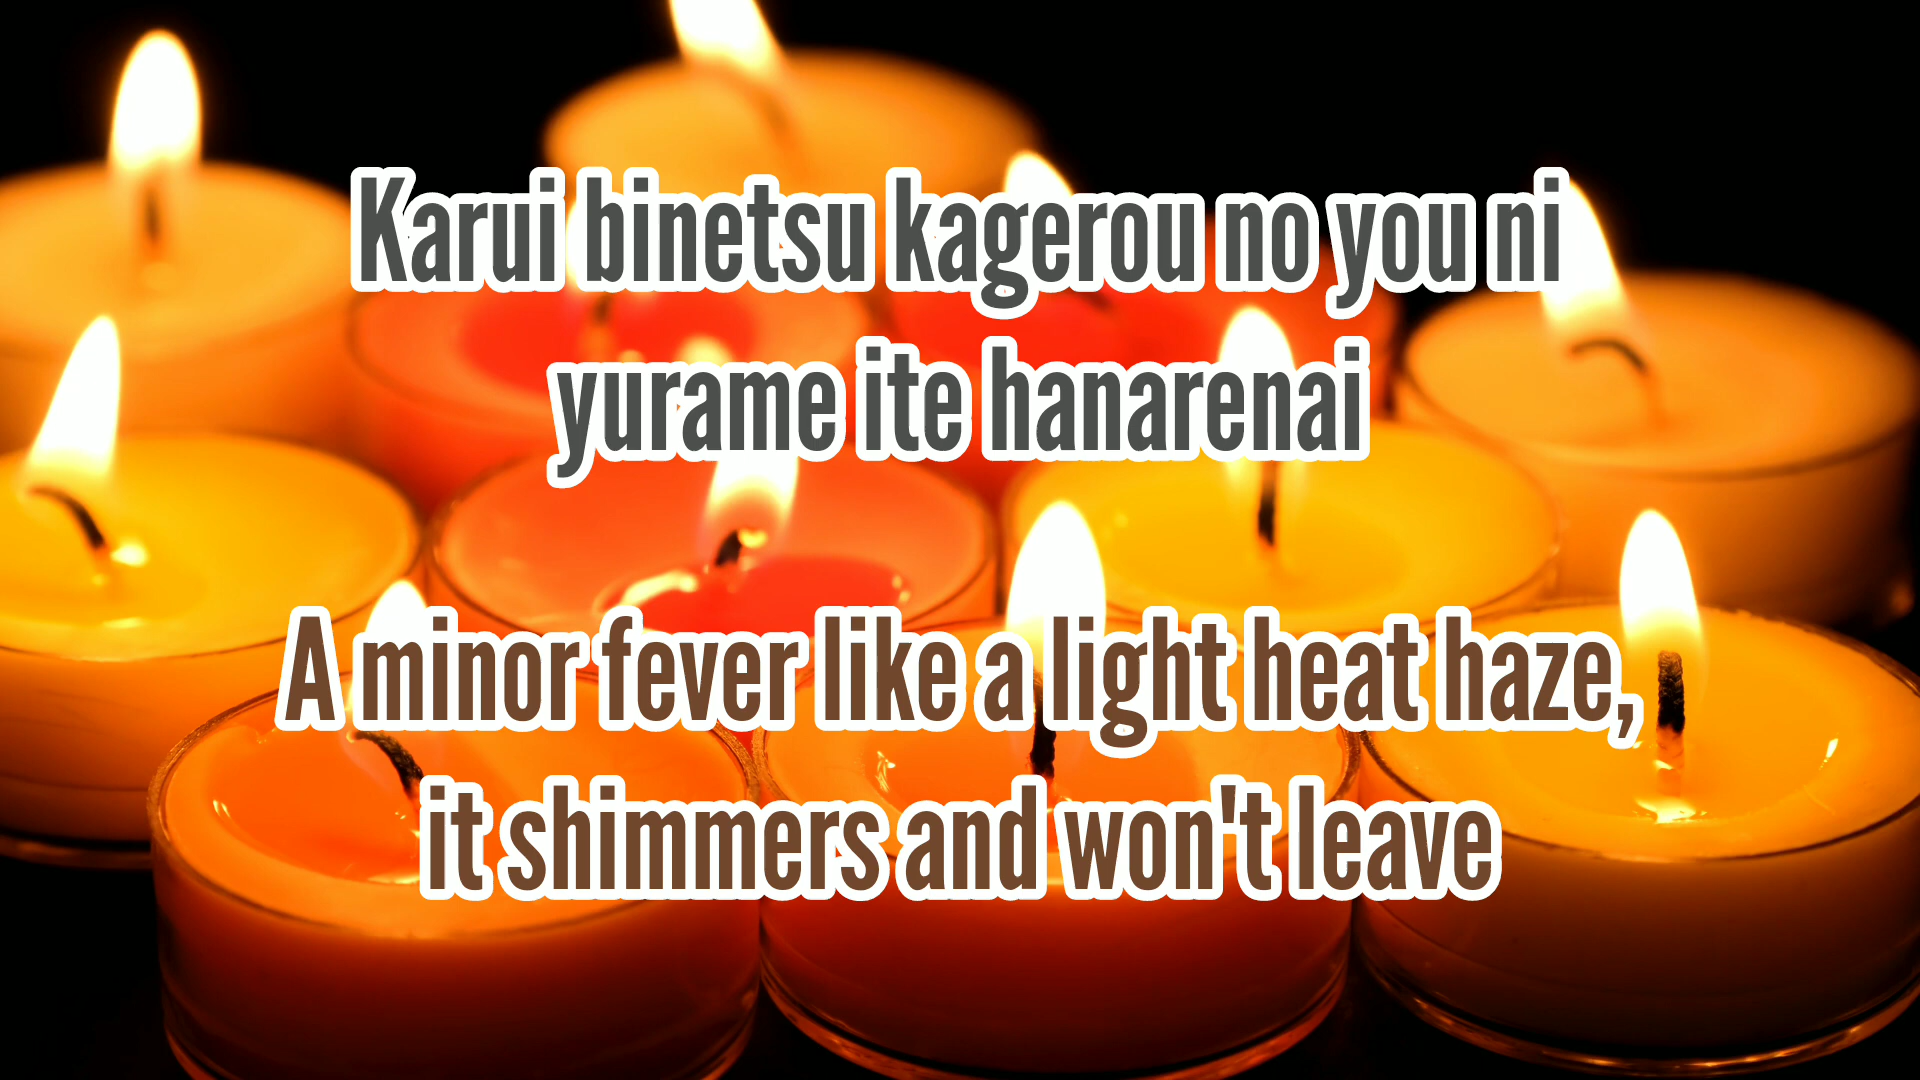 Karui binetsu kagerou no you ni
yurame ite hanarenai
A minor fever like a light heat haze,
it shimmers and won't leave